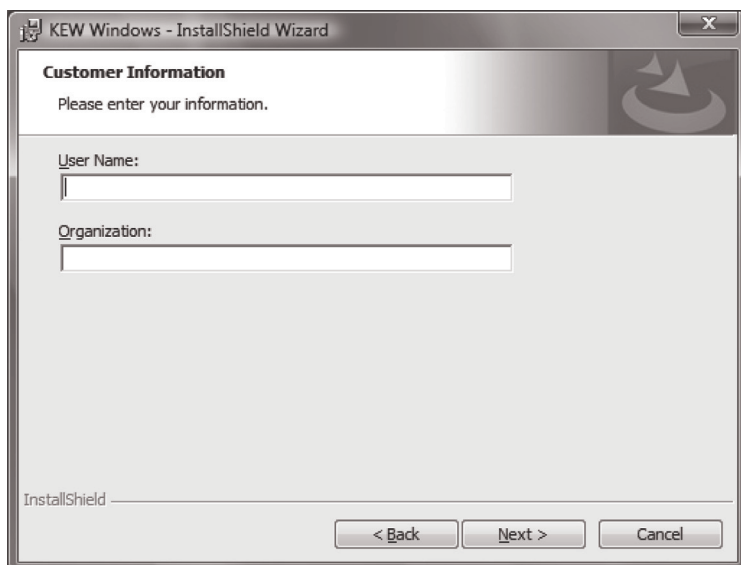 KEW Windows - InstallShield Wizard
X
Customer Information
Please enter your information.
User Name:
Organization:
InstallShield
< Back Next > Cancel